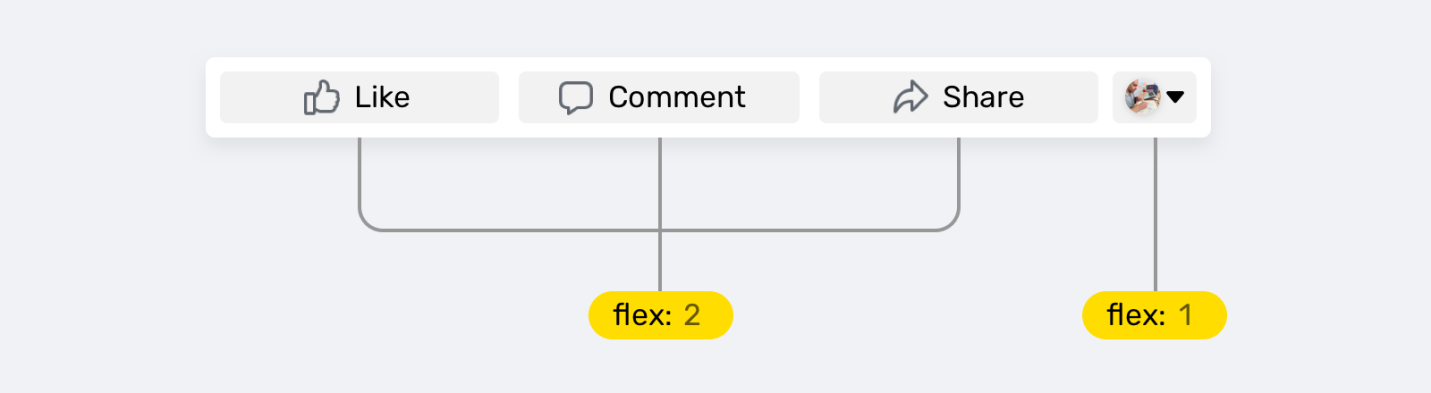 Like
Comment
Share
flex: 2
flex: 1